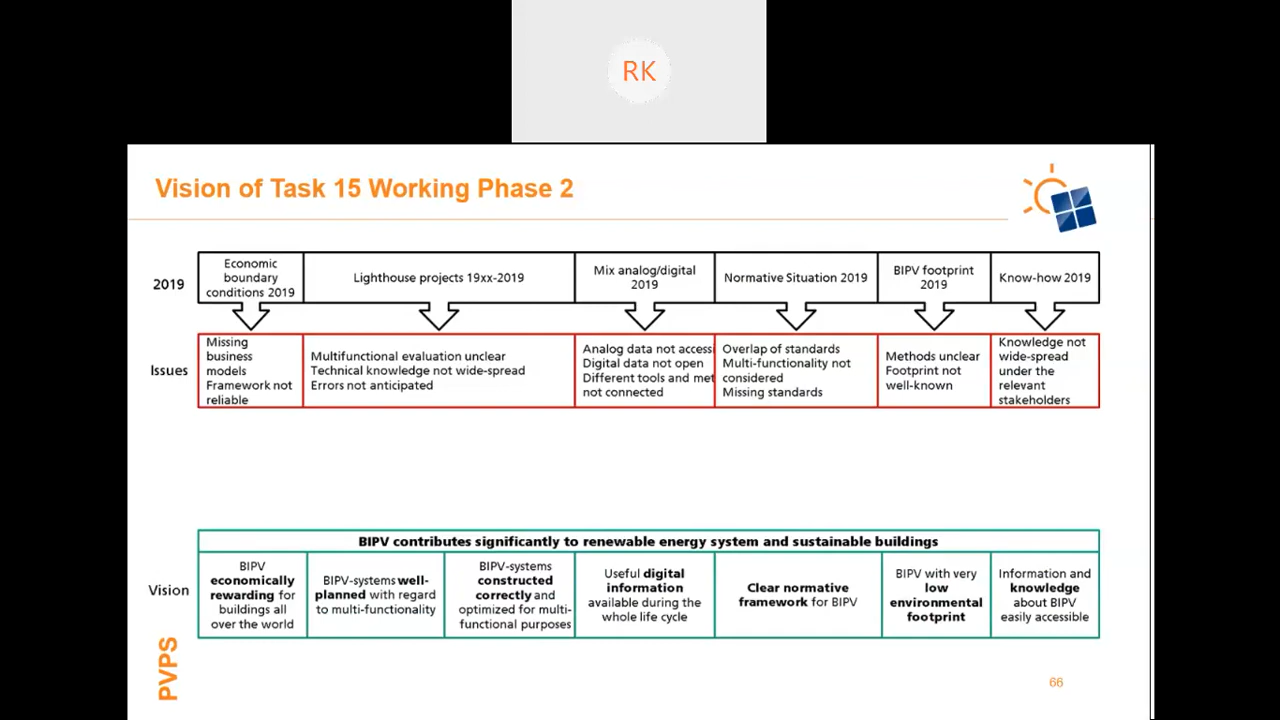 RK
Vision of Task 15 Working Phase 2
2019
Economic
boundary
conditions 2019
Lighthouse projects 19xx-2019
Mix analog/digital
2019
Normative Situation 2019
BIPV footprint
2019
Know-how 2019
Issues
Missing
business
models
Framework not
reliable
Multifunctional evaluation unclear
Technical knowledge not wide-spread
Errors not anticipated
Analog data not access
Digital data not open
Different tools and met
not connected
Overlap of standards
Multi-functionality not
considered
Missing standards
Methods unclear
Footprint not
well-known
Knowledge not
wide-spread
under the
relevant
stakeholders
BIPV contributes significantly to renewable energy system and sustainable buildings
Vision
BIPV
economically
rewarding for
buildings all
over the world
BIPV-systems well-
planned with regard
to multi-functionality
BIPV-systems
constructed
correctly and
optimized for multi-
functional purposes
Useful digital
information
available during the
whole life cycle
Clear normative
framework for BIPV
BIPV with very
low
environmental
footprint
Information and
knowledge
about BIPV
easily accessible
PVPS
66